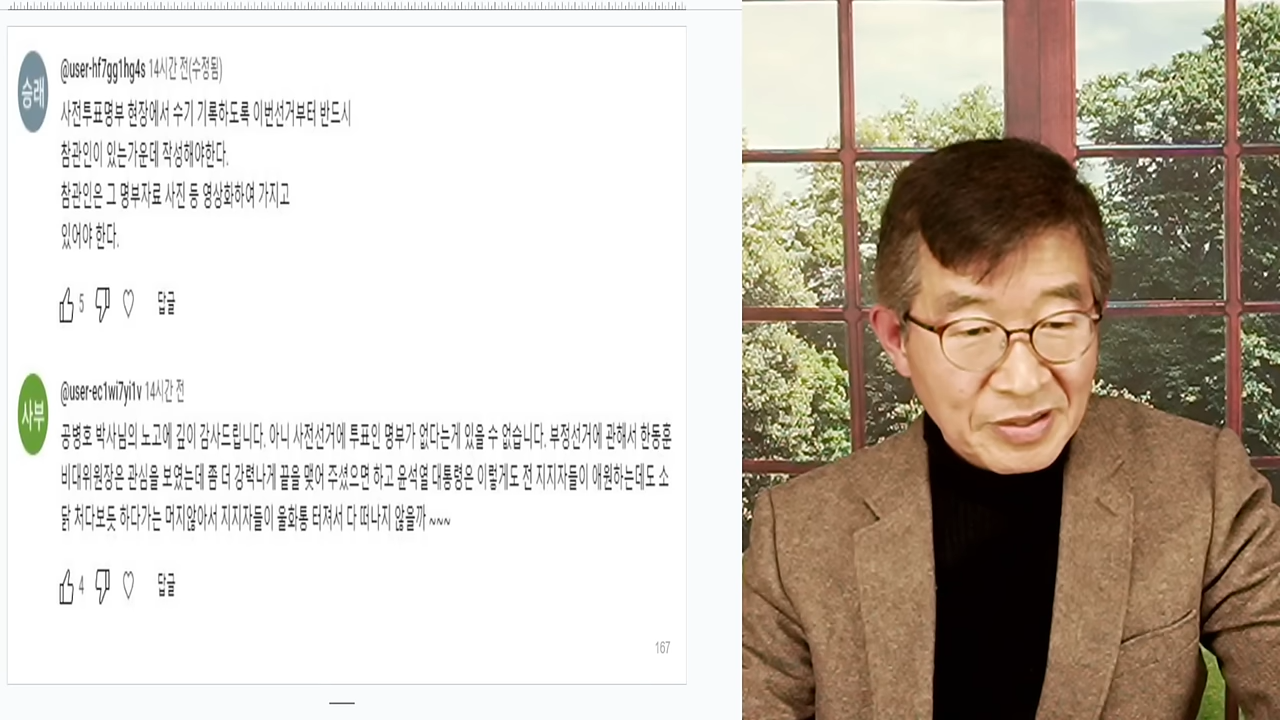 승래
@user-hf7gg1hg4s 14시간 전(수정됨)
사전투표명부 현장에서 수기 기록하도록 이번선거부터 반드시
참관인이 있는가운데 작성해야한다.
참관인은 그 명부자료 사진 등 영상화하여 가지고
있어야 한다.
5 답글
사부
@user-ec1wi7yi1v 14시간 전
공병호 박사님의 노고에 깊이 감사드립니다. 아니 사전선거에 투표인 명부가 없다는게 있을 수 없습니다. 부정선거에 관해서 한동훈
비대위원장은 관심을 보였는데 좀 더 강력나게 끝을 맺어 주셨으면 하고 윤석열 대통령은 이렇게도 전 지지자들이 애원하는데도 소
닭 처다보듯 하다가는 머지않아서 지지자들이 울화통 터져서 다 떠나지 않을까 ~~~
4 답글
167